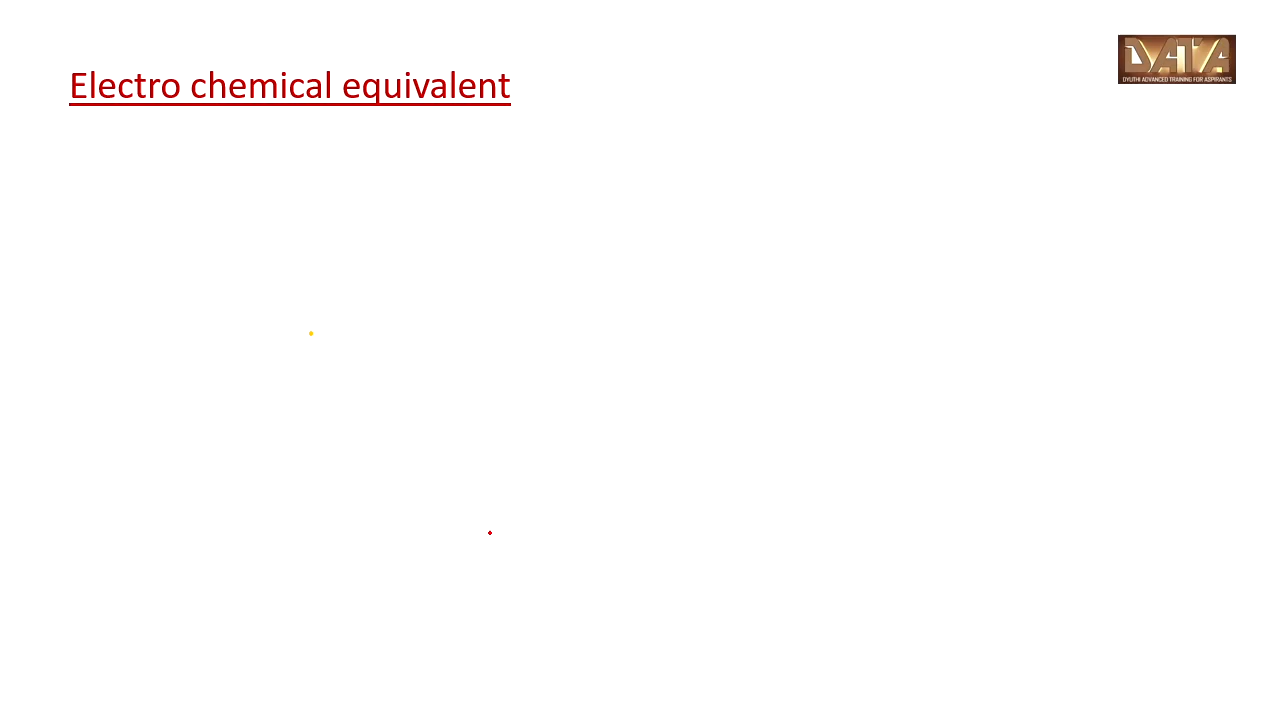 Electro chemical equivalent
DATA
DYUTHI ADVANCED TRAINING FOR ASPIRANTS